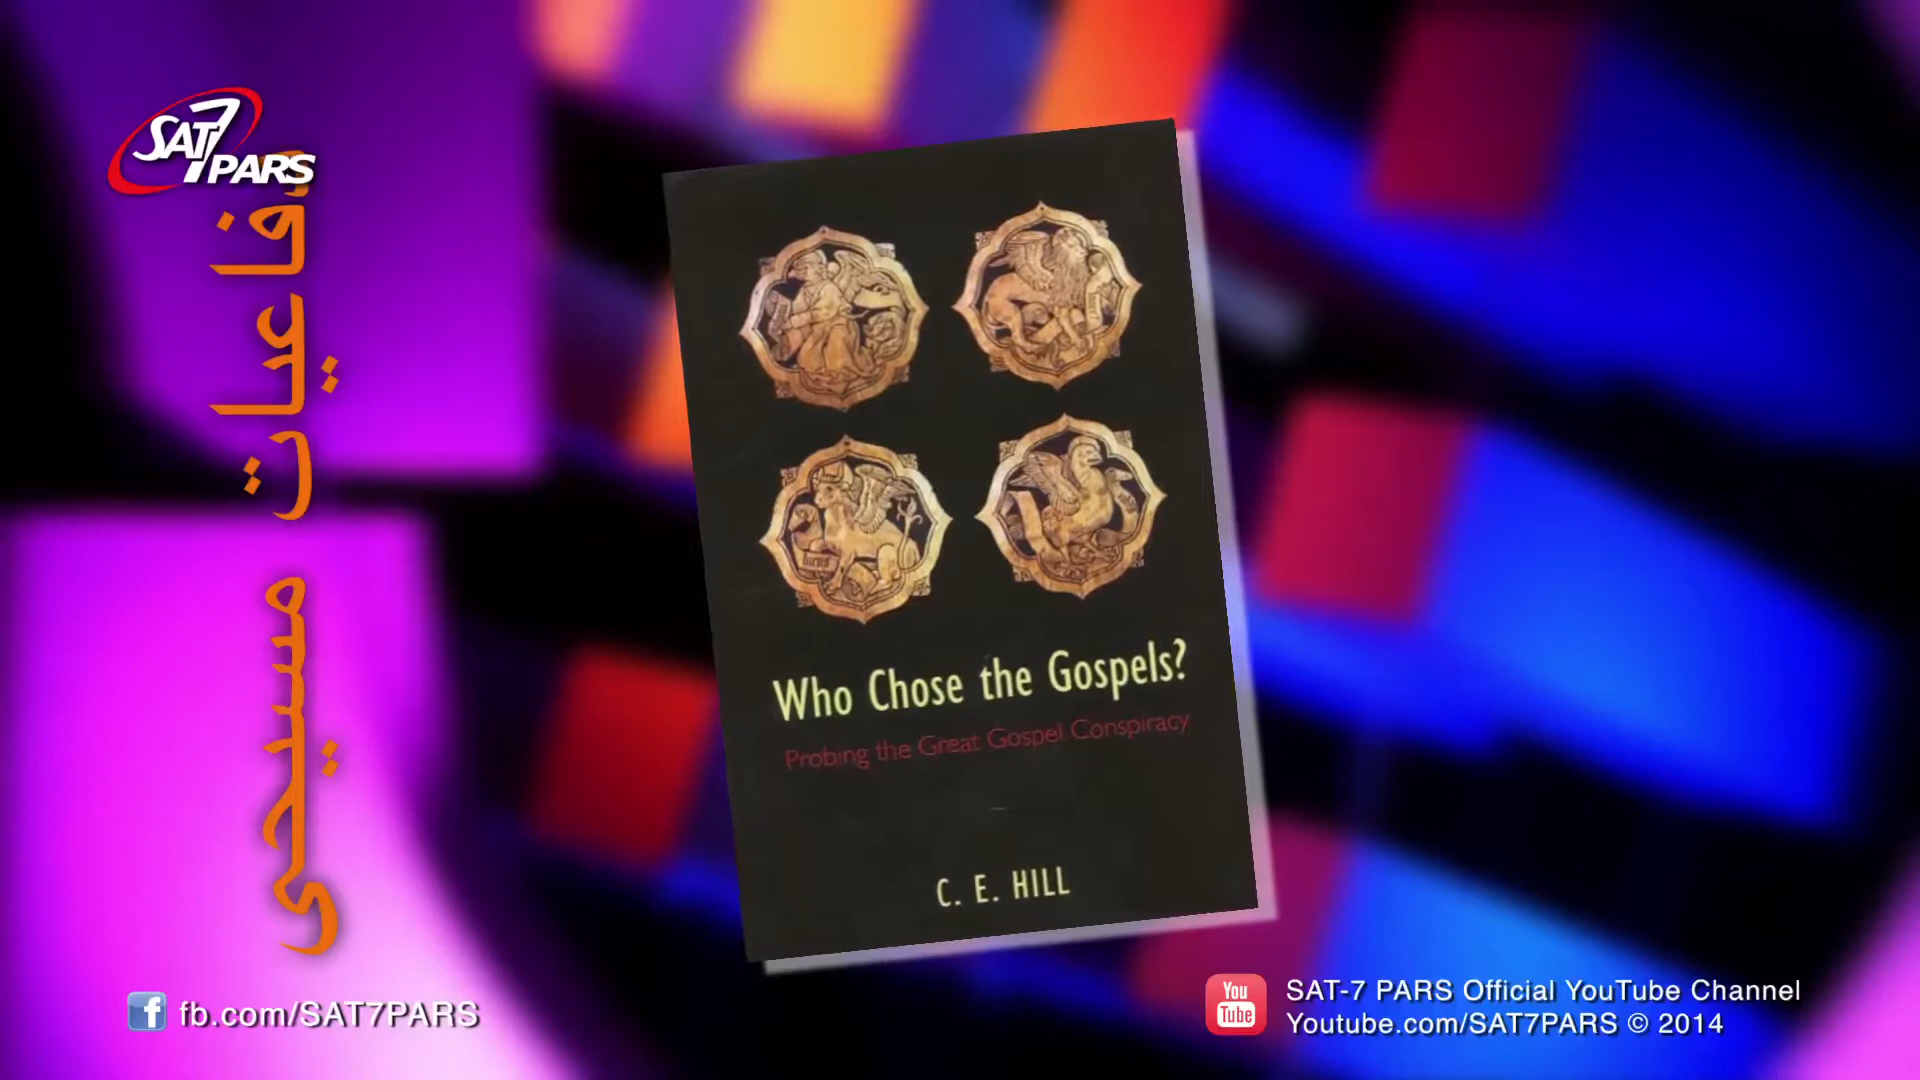 SAT7
PARS
دفاعیات مسیحی
Who Chose the Gospels?
Probing the Great Gospel Conspiracy
C. E. HILL
fb.com/SAT7PARS
You
Tube
SAT-7 PARS Official YouTube Channel
Youtube.com/SAT7PARS © 2014